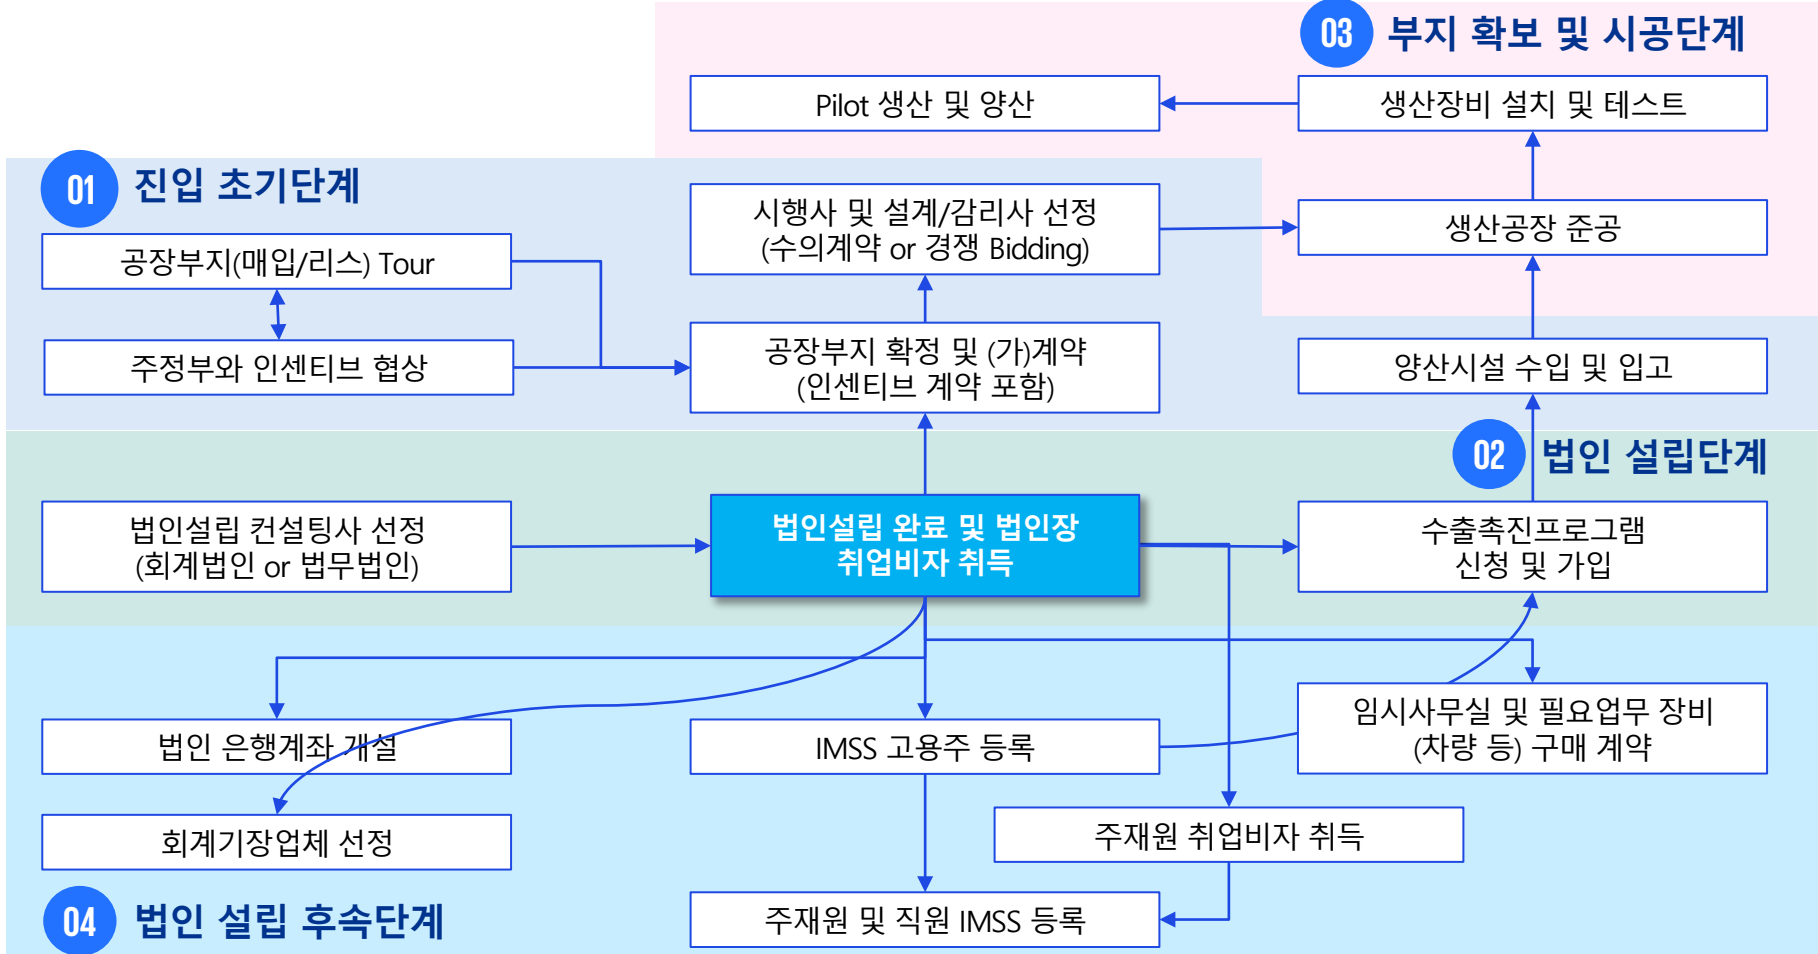 03 부지 확보 및 시공단계
Pilot 생산 및 양산
생산장비 설치 및 테스트
01 진입 초기단계
시행사 및 설계/감리사 선정
(수의계약 or 경쟁 Bidding)
생산공장 준공
공장부지(매입/리스) Tour
주정부와 인센티브 협상
공장부지 확정 및 (가)계약
(인센티브 계약 포함)
양산시설 수입 및 입고
02 법인 설립단계
법인설립 컨설팅사 선정
(회계법인 or 법무법인)
법인설립 완료 및 법인장
취업비자 취득
수출촉진프로그램
신청 및 가입
법인 은행계좌 개설
IMSS 고용주 등록
임시사무실 및 필요업무 장비
(차량 등) 구매 계약
회계기장업체 선정
주재원 취업비자 취득
04 법인 설립 후속단계
주재원 및 직원 IMSS 등록